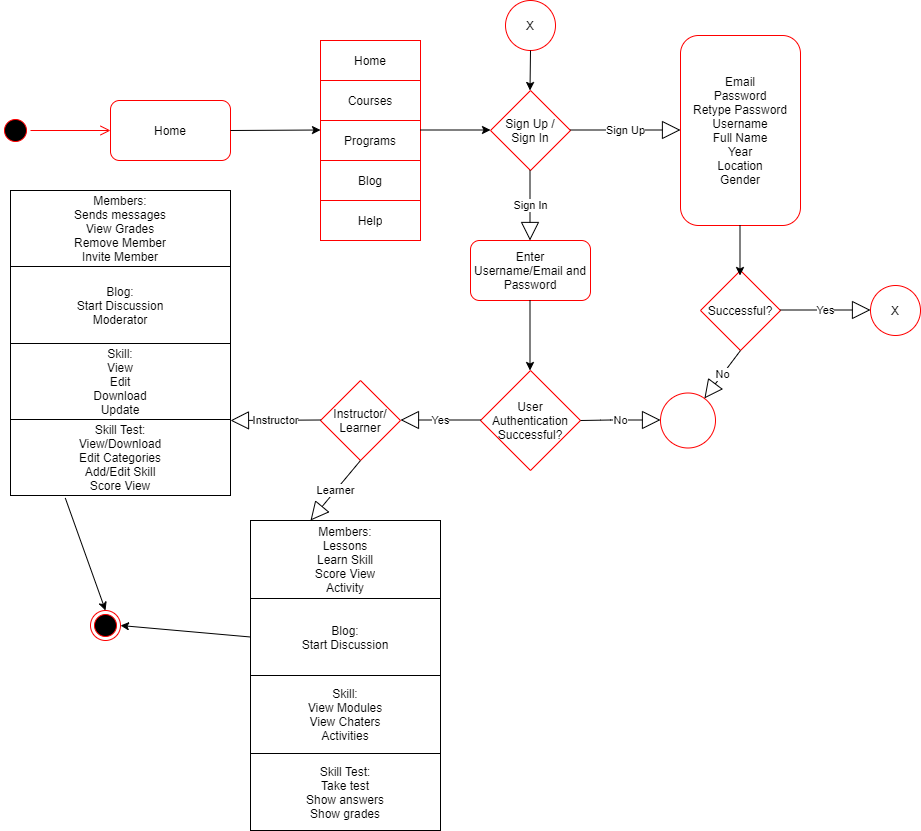 X
Home
Home
Courses
Programs
Blog
Help
Sign Up /
Sign In
Sign Up
Email
Password
Retype Password
Username
Full Name
Year
Location
Gender
Sign In
Enter
Username/Email and
Password
Successful?
Yes
X
No
User
Authentication
Successful?
No
Yes
Instructor/
Learner
Instructor
Learner
Members:
Sends messages
View Grades
Remove Member
Invite Member
Blog:
Start Discussion
Moderator
Skill:
View
Edit
Download
Update
Skill Test:
View/Download
Edit Categories
Add/Edit Skill
Score View
Members:
Lessons
Learn Skill
Score View
Activity
Blog:
Start Discussion
Skill:
View Modules
View Chaters
Activities
Skill Test:
Take test
Show answers
Show grades